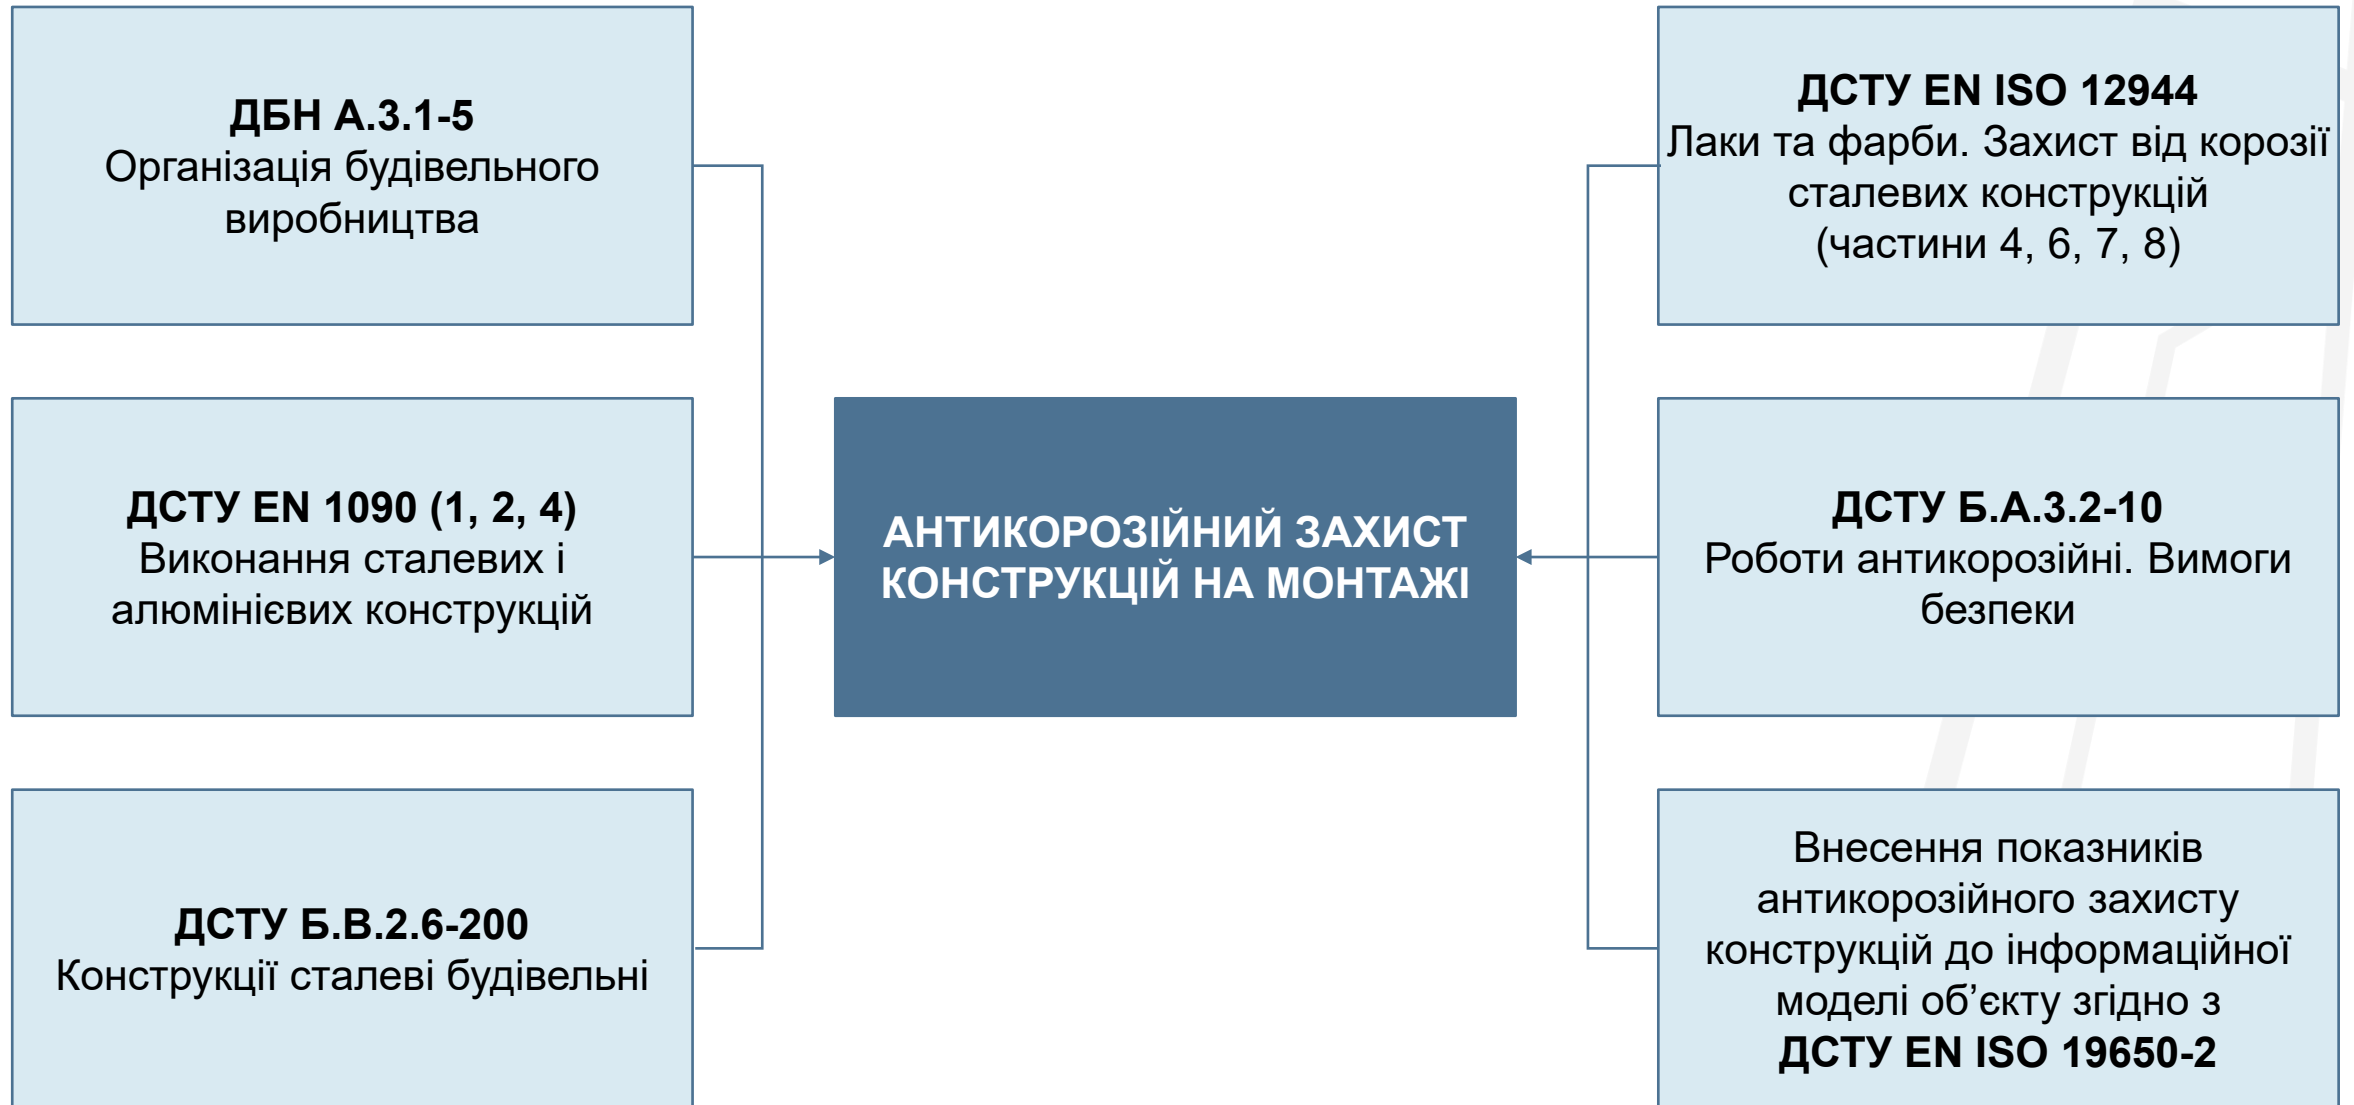 ДБН А.3.1-5
Організація будівельного
виробництва
ДСТУ EN 1090 (1, 2, 4)
Виконання сталевих і
алюмінієвих конструкцій
ДСТУ Б.В.2.6-200
Конструкції сталеві будівельні
АНТИКОРОЗІЙНИЙ ЗАХИСТ
КОНСТРУКЦІЙ НА МОНТАЖІ
ДСТУ EN ISO 12944
Лаки та фарби. Захист від корозії
сталевих конструкцій
(частини 4, 6, 7, 8)
ДСТУ Б.А.3.2-10
Роботи антикорозійні. Вимоги
безпеки
Внесення показників
антикорозійного захисту
конструкцій до інформаційної
моделі об’єкту згідно з
ДСТУ EN ISO 19650-2